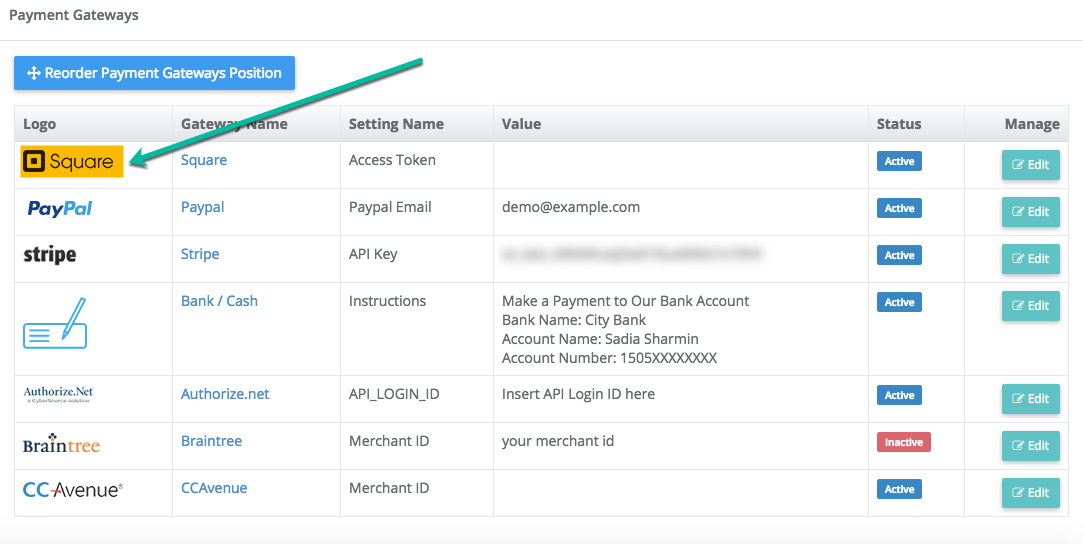 Payment Gateways
Reorder Payment Gateways Position
Logo Gateway Name Setting Name Value Status Manage
Square Square Access Token Active Edit
PayPal Paypal Paypal Email demo@example.com Active Edit
stripe Stripe API Key Active Edit
Bank / Cash Instructions Make a Payment to Our Bank Account Active Edit
Bank Name: City Bank
Account Name: Sadia Sharmin
Account Number: 1505XXXXXXXX
Authorize.Net Authorize.net API_LOGIN_ID Insert API Login ID here Active Edit
a CyberSource solution
Braintree Braintree Merchant ID your merchant id Inactive Edit
CCAvenue® CCAvenue Merchant ID Active Edit